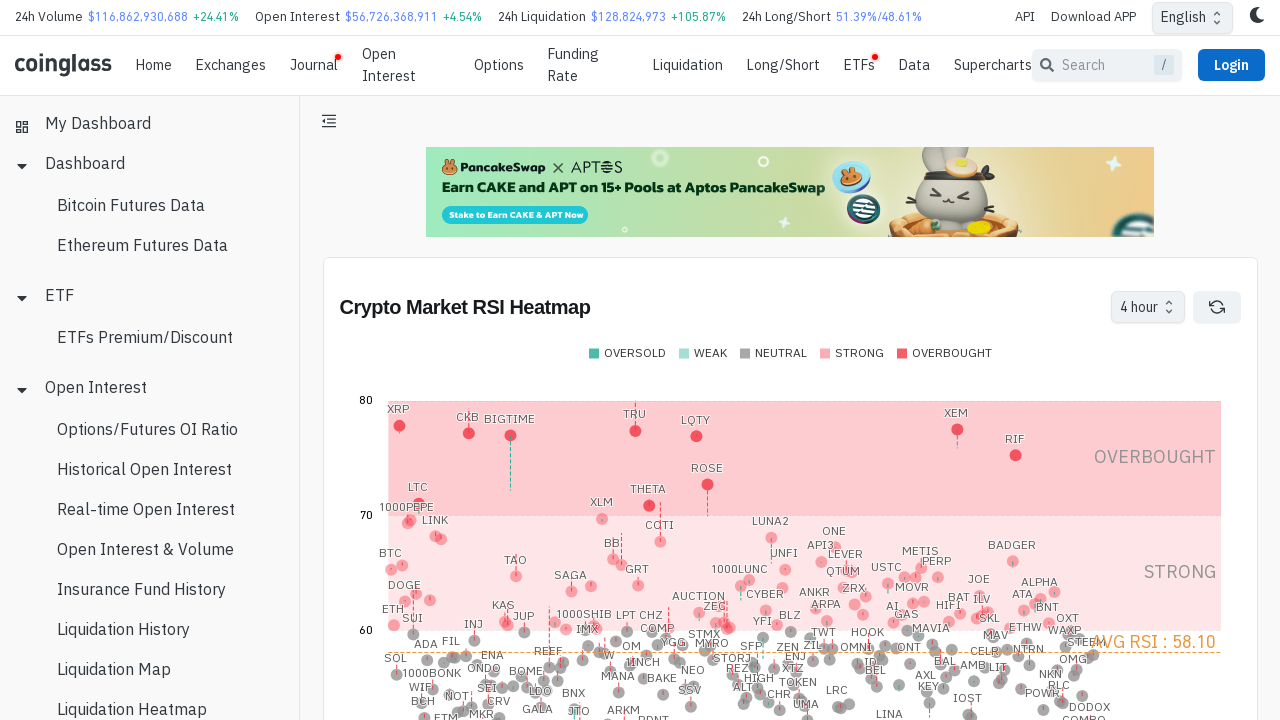 24h Volume $116,862,930,688 +24.41% Open Interest $56,726,368,911 +4.54% 24h Liquidation $128,824,973 +105.87% 24h Long/Short 51.39%/48.61% API Download APP English
coinglass Home Exchanges Journal Open Interest Options Funding Rate Liquidation Long/Short ETFs Data Supercharts Search / Login
My Dashboard
Dashboard
Bitcoin Futures Data
Ethereum Futures Data
ETF
ETFs Premium/Discount
Open Interest
Options/Futures OI Ratio
Historical Open Interest
Real-time Open Interest
Open Interest & Volume
Insurance Fund History
Liquidation History
Liquidation Map
Liquidation Heatmap
PancakeSwap X APTOS
Earn CAKE and APT on 15+ Pools at Aptos PancakeSwap
Stake to Earn CAKE & APT Now
Crypto Market RSI Heatmap
4 hour
OVERSOLD WEAK NEUTRAL STRONG OVERBOUGHT
80
XRP CKB BIGTIME TRU LQTY XEM
RIF
OVERBOUGHT
ROSE
LTC THETA
1000PEPE XLM
70
LINK COTI LUNA2 ONE
BTC TAO BB UNFI API3 LEVER METIS BADGER
SAGA GRT 1000LUNC QTUM USTC PERP
STRONG
DOGE AUCTION CYBER ANKR ZRX MOVR JOE ALPHA
ETH KAS ZEC ARPA AI HIFI BAT ILV ATA BNT
SUI JUP 1000SHIB LPT CHZ YFI BLZ GAS SKL OXT
60
INJ IMX COMP STMX TWT HOOK MAVIA MAV ETHW WAXP
ADA FIL REEF OM YGG MYRO SFP ZEN ZIL OMNI ONT CELR NTRN STEEM
AVG RSI : 58.10
SOL ENA W 1INCH STORJ ENJ ID BAL OMG
1000BONK ONDO BOME MANA BAKE NEO REZ HIGH XTZ BEL AXL AMB LIT NKN
WIF NOT SEI LDO BNX SSV ALT CHR TOKEN LRC KEY IOST POWR RLC
BCH CRV GALA JTO ARKM UMA LINA DODOX
ETM MKR